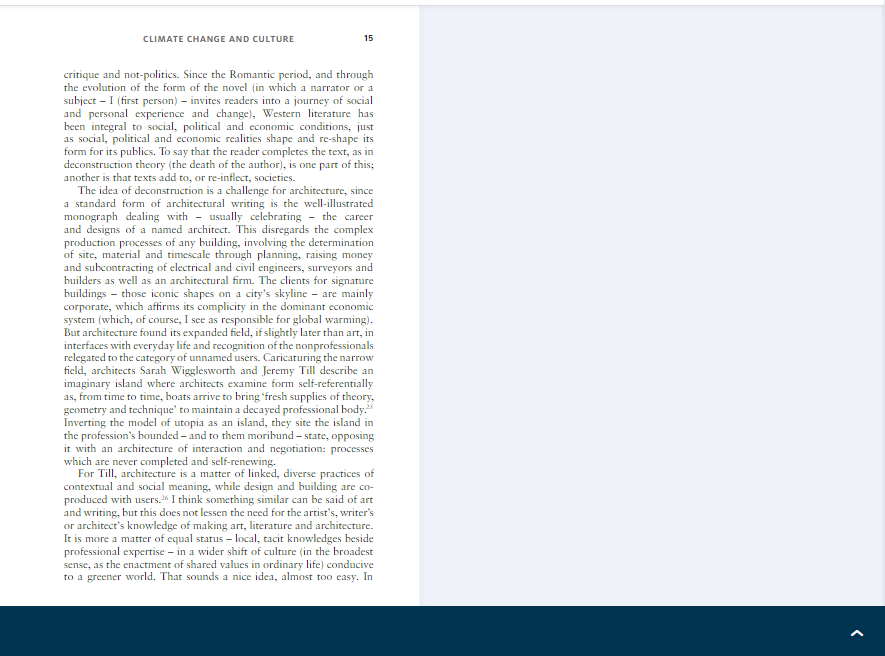 CLIMATE CHANGE AND CULTURE 15
critique and not-politics. Since the Romantic period, and through
the evolution of the form of the novel (in which a narrator or a
subject – I (first person) – invites readers into a journey of social
and personal experience and change), Western literature has
been integral to social, political and economic conditions, just
as social, political and economic realities shape and re-shape its
form for its publics. To say that the reader completes the text, as in
deconstruction theory (the death of the author), is one part of this;
another is that texts add to, or re-inflect, societies.
The idea of deconstruction is a challenge for architecture, since
a standard form of architectural writing is the well-illustrated
monograph dealing with – usually celebrating – the career
and designs of a named architect. This disregards the complex
production processes of any building, involving the determination
of site, material and timescale through planning, raising money
and subcontracting of electrical and civil engineers, surveyors and
builders as well as an architectural firm. The clients for signature
buildings – those iconic shapes on a city's skyline – are mainly
corporate, which affirms its complicity in the dominant economic
system (which, of course, I see as responsible for global warming).
But architecture found its expanded field, if slightly later than art, in
interfaces with everyday life and recognition of the nonprofessionals
relegated to the category of unnamed users. Caricaturing the narrow
field, architects Sarah Wigglesworth and Jeremy Till describe an
imaginary island where architects examine form self-referentially
as, from time to time, boats arrive to bring 'fresh supplies of theory,
geometry and technique' to maintain a decayed professional body.25
Inverting the model of utopia as an island, they site the island in
the profession's bounded – and to them moribund – state, opposing
it with an architecture of interaction and negotiation: processes
which are never completed and self-renewing.
For Till, architecture is a matter of linked, diverse practices of
contextual and social meaning, while design and building are co-
produced with users.26 I think something similar can be said of art
and writing, but this does not lessen the need for the artist's, writer's
or architect's knowledge of making art, literature and architecture.
It is more a matter of equal status – local, tacit knowledges beside
professional expertise – in a wider shift of culture (in the broadest
sense, as the enactment of shared values in ordinary life) conducive
to a greener world. That sounds a nice idea, almost too easy. In